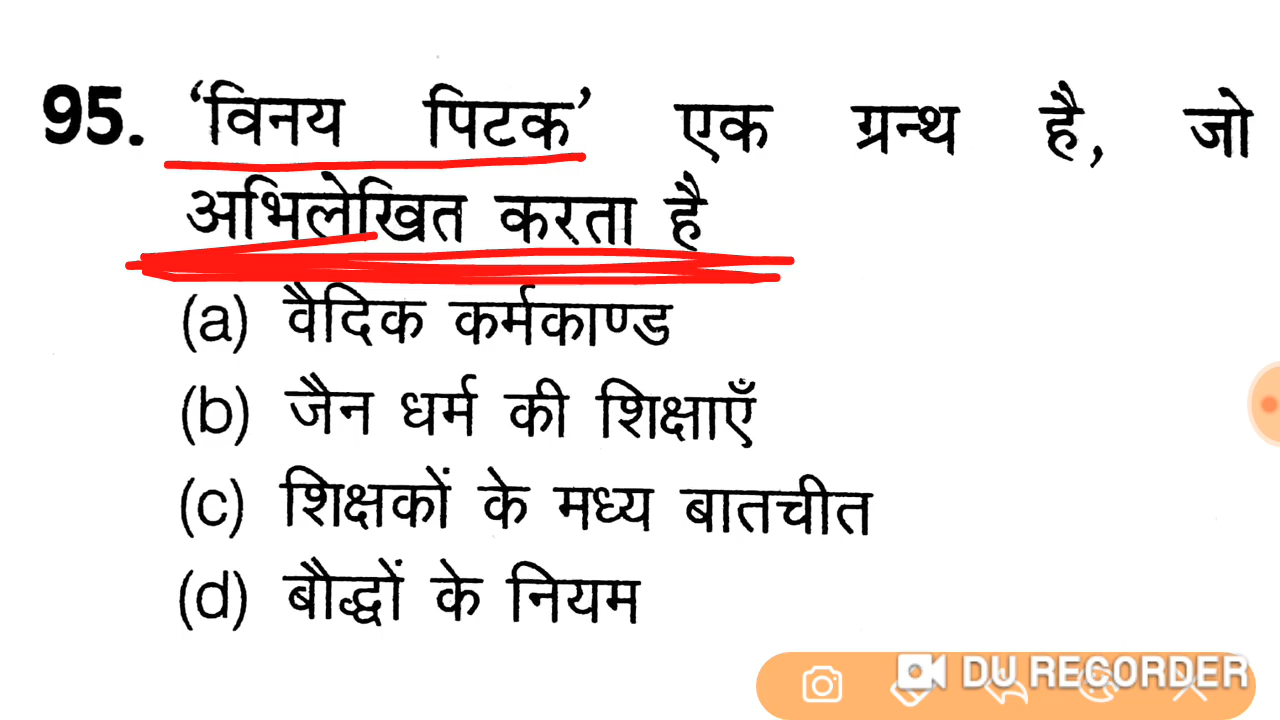 95. ‘विनय पिटक’ एक ग्रन्थ है, जो
अभिलेखित करता है
(a) वैदिक कर्मकाण्ड
(b) जैन धर्म की शिक्षाएँ
(c) शिक्षकों के मध्य बातचीत
(d) बौद्धों के नियम
DU RECORDER